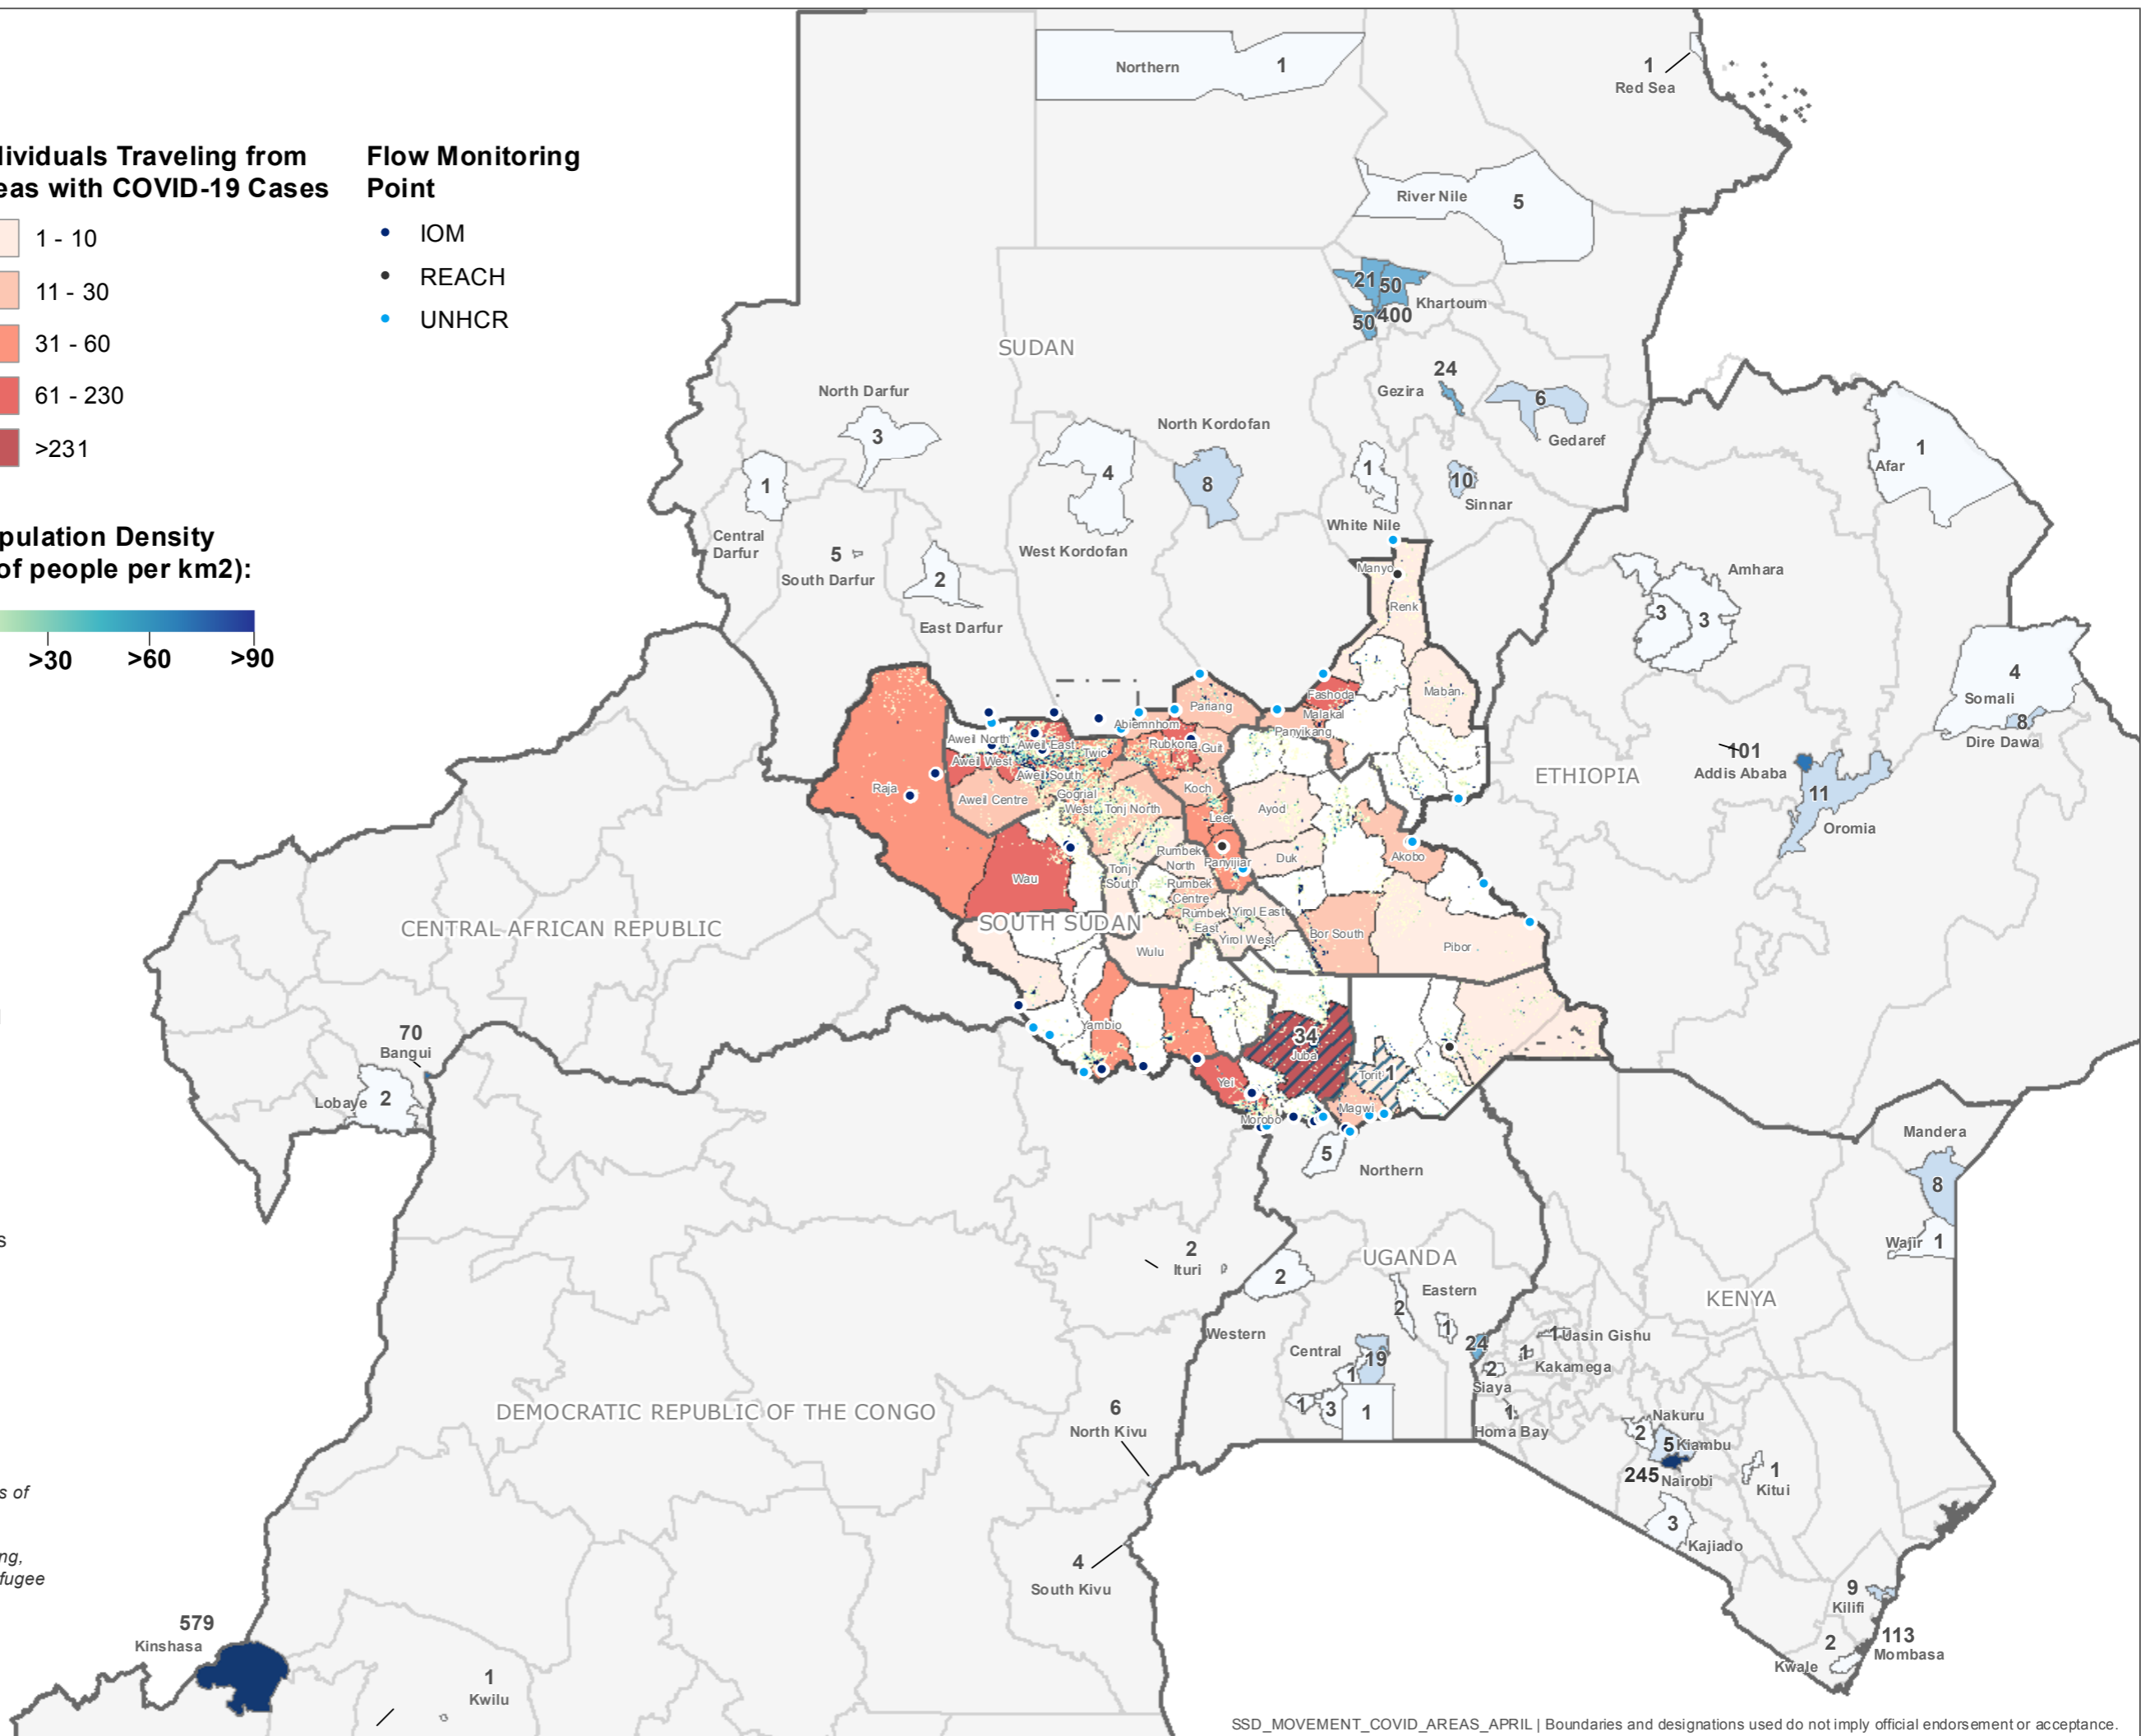 dividuals Traveling from
eas with COVID-19 Cases
1 - 10
11 - 30
31 - 60
61 - 230
>231
Flow Monitoring
Point
IOM
REACH
UNHCR
pulation Density
of people per km2):
>30 >60 >90
s
s of
ng,
fugee
Northern 1
1
Red Sea
River Nile 5
21 50
Khartoum
50 400
SUDAN
24
Gezira
6
Gedaref
North Darfur
3
North Kordofan
8
4
West Kordofan
1
Central
Darfur
5
South Darfur
2
East Darfur
1
White Nile
10
Sinnar
1
Afar
Amhara
3 3
4
Somali
8
Dire Dawa
ETHIOPIA
101
Addis Ababa
11
Oromia
Manyo
Renk
Maban
Fashoda
Malakal
Panyikang
Pariang
Abiemnhom
Rubkona
Guit
Aweil North
Aweil East
Twic
Aweil West
Aweil South
Aweil Centre
Gogrial
West
Tonj North
Koch
Leer
Ayod
Raja
Wau
Tonj
South
Rumbek
North
Panyijiar
Duk
Akobo
Rumbek
Centre
Rumbek
East
Yirol East
Yirol West
Bor South
Pibor
SOUTH SUDAN
Wulu
Yambio
34
Juba
Torit 1
Yei
Magwi
Morobo
CENTRAL AFRICAN REPUBLIC
70
Bangui
Lobaye 2
5
Northern
UGANDA
2
Ituri
2
Western
Eastern
2
1
Central
19
1
1 3 1
24
1 Uasin Gishu
1
Kakamega
2
Siaya
1
Homa Bay
KENYA
Mandera
8
Wajir 1
Nakuru
2
5 Kiambu
245 Nairobi
1
Kitui
3
Kajiado
9
Kilifi
2
Kwale
113
Mombasa
DEMOCRATIC REPUBLIC OF THE CONGO
6
North Kivu
4
South Kivu
579
Kinshasa
1
Kwilu
SSD_MOVEMENT_COVID_AREAS_APRIL | Boundaries and designations used do not imply official endorsement or acceptance.